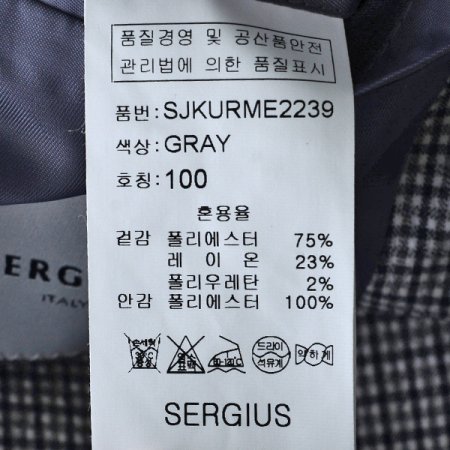 품질경영 및 공산품안전
관리법에 의한 품질표시
품번: SJKURME2239
색상: GRAY
호칭: 100
혼용율
겉감 폴리에스터 75%
레 이 온 23%
폴리우레탄 2%
안감 폴리에스터 100%
드라이
석유계
약하게
SERGIUS
ERG
ITALY